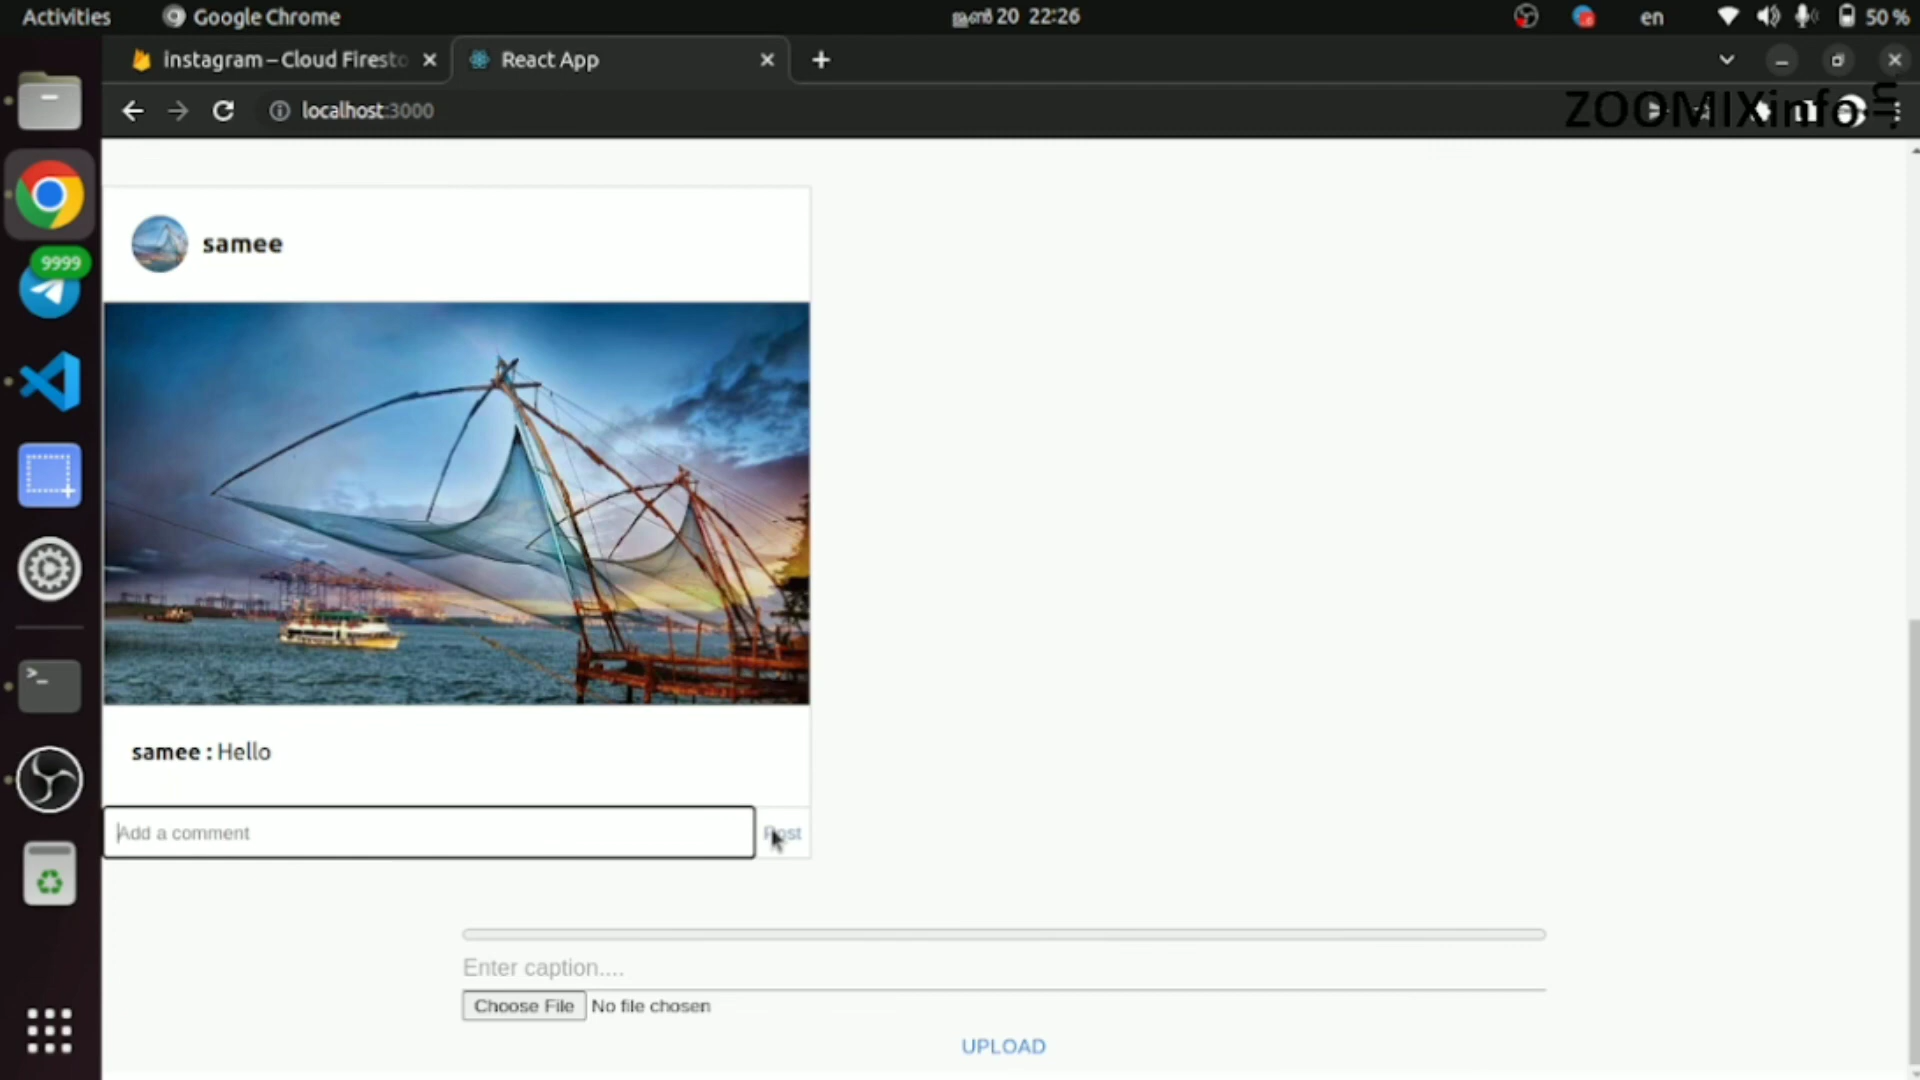 Activities
Google Chrome
ജൂൺ 20 22:26
en
50 %
instagram – Cloud Firesto
React App
localhost:3000
ZOOMIXinfo
samee
9999
samee : Hello
Add a comment
Post
Enter caption....
Choose File No file chosen
UPLOAD